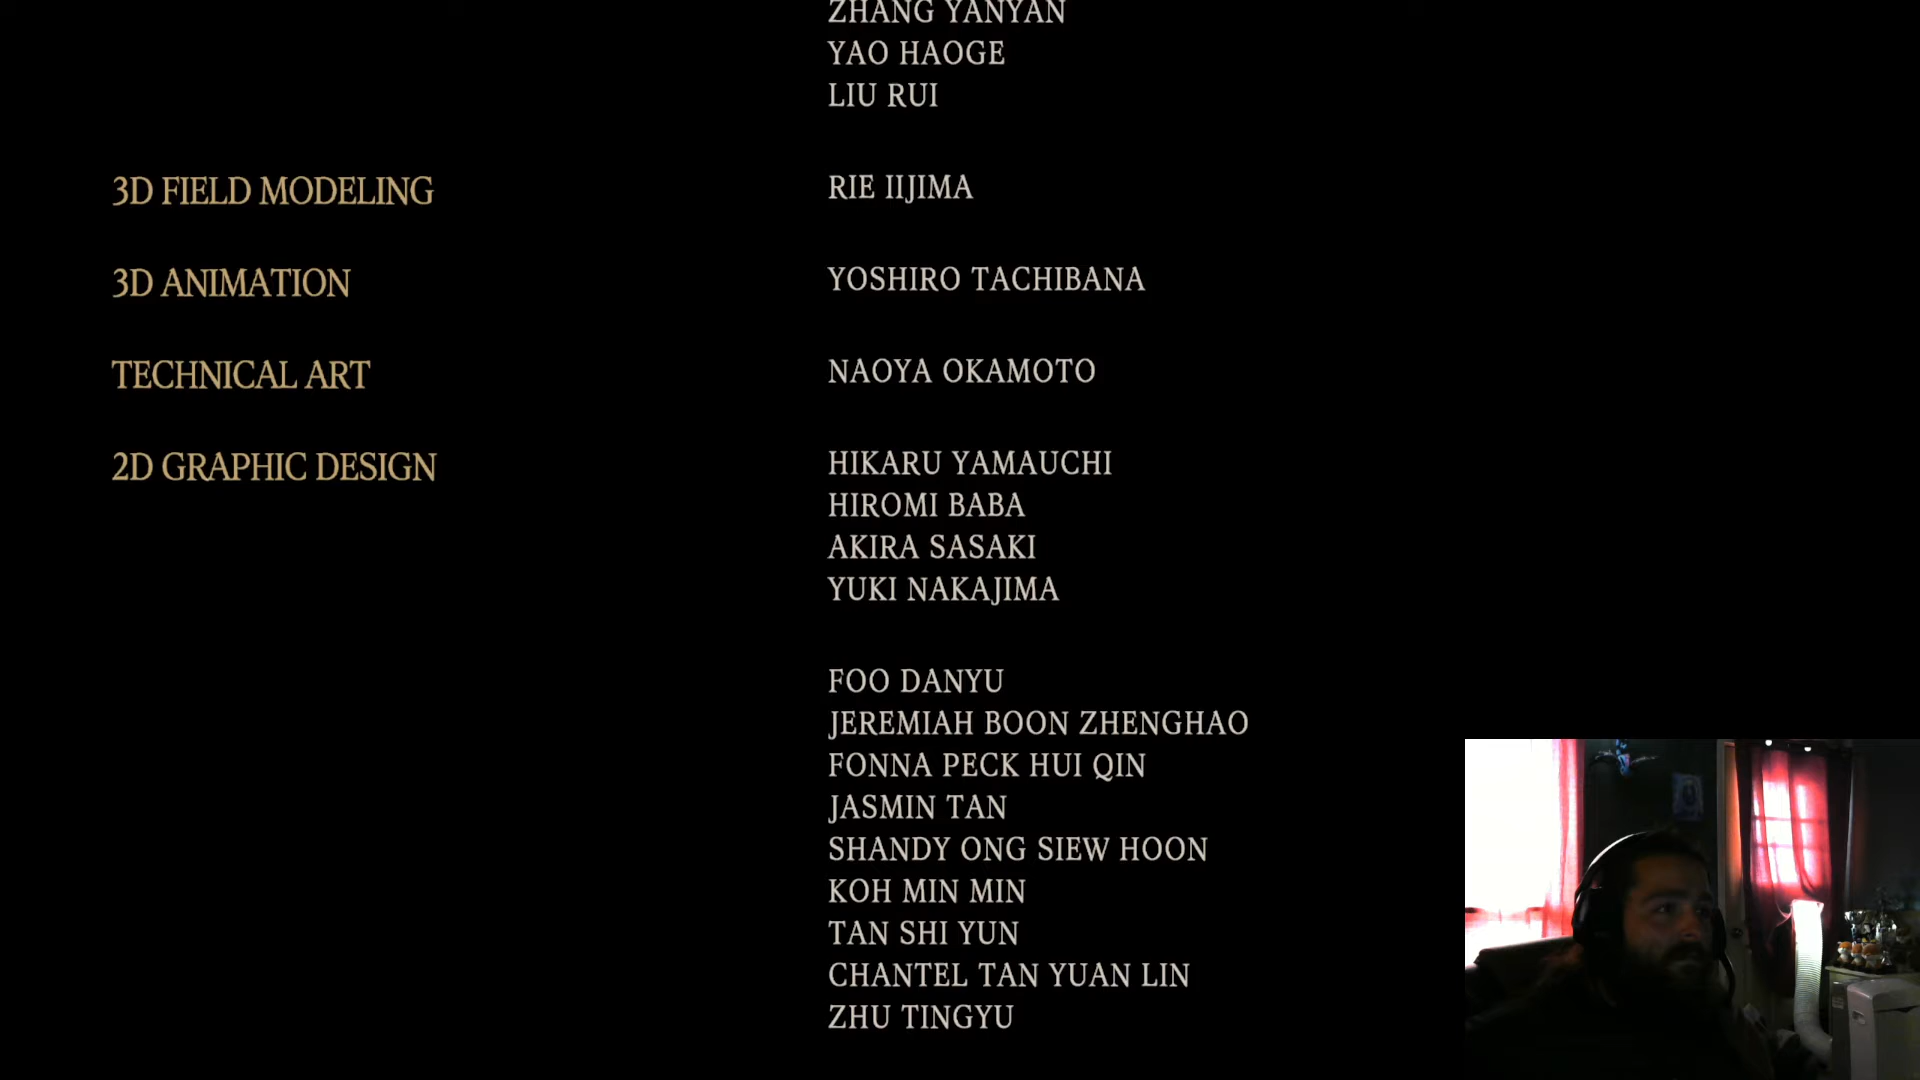 ZHANG YANYAN
YAO HAOGE
LIU RUI
3D FIELD MODELING
RIE IIJIMA
3D ANIMATION
YOSHIRO TACHIBANA
TECHNICAL ART
NAOYA OKAMOTO
2D GRAPHIC DESIGN
HIKARU YAMAUCHI
HIROMI BABA
AKIRA SASAKI
YUKI NAKAJIMA
FOO DANYU
JEREMIAH BOON ZHENGHAO
FONNA PECK HUI QIN
JASMIN TAN
SHANDY ONG SIEW HOON
KOH MIN MIN
TAN SHI YUN
CHANTEL TAN YUAN LIN
ZHU TINGYU